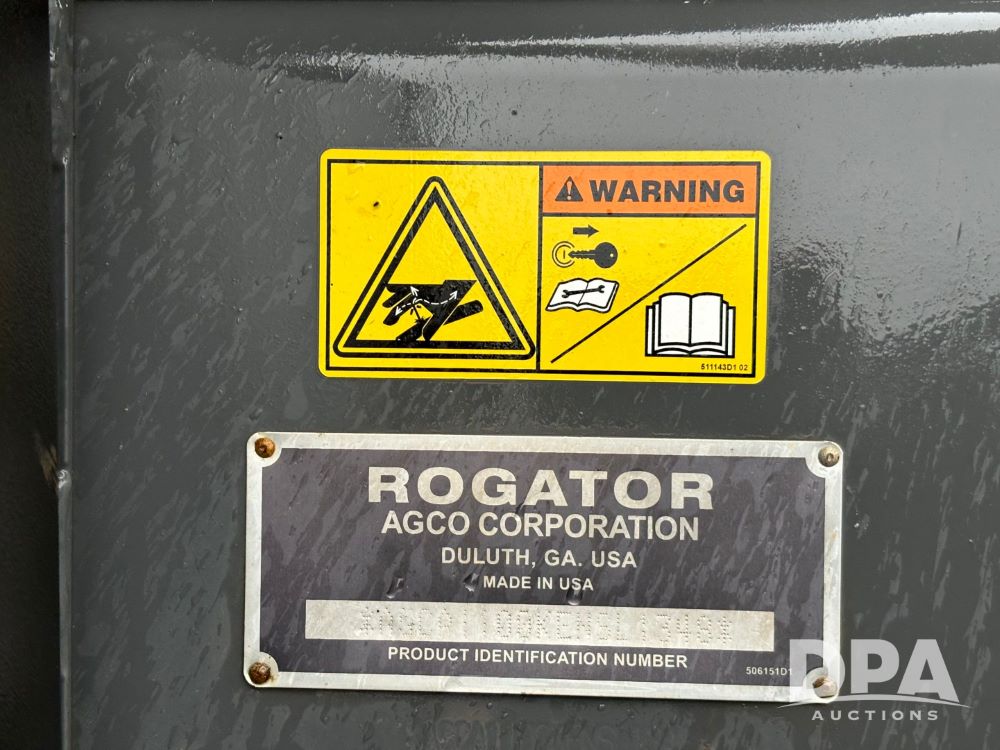 WARNING
511143D1 02
ROGATOR
AGCO CORPORATION
DULUTH, GA. USA
MADE IN USA
PRODUCT IDENTIFICATION NUMBER
506151D1
DPA
AUCTIONS